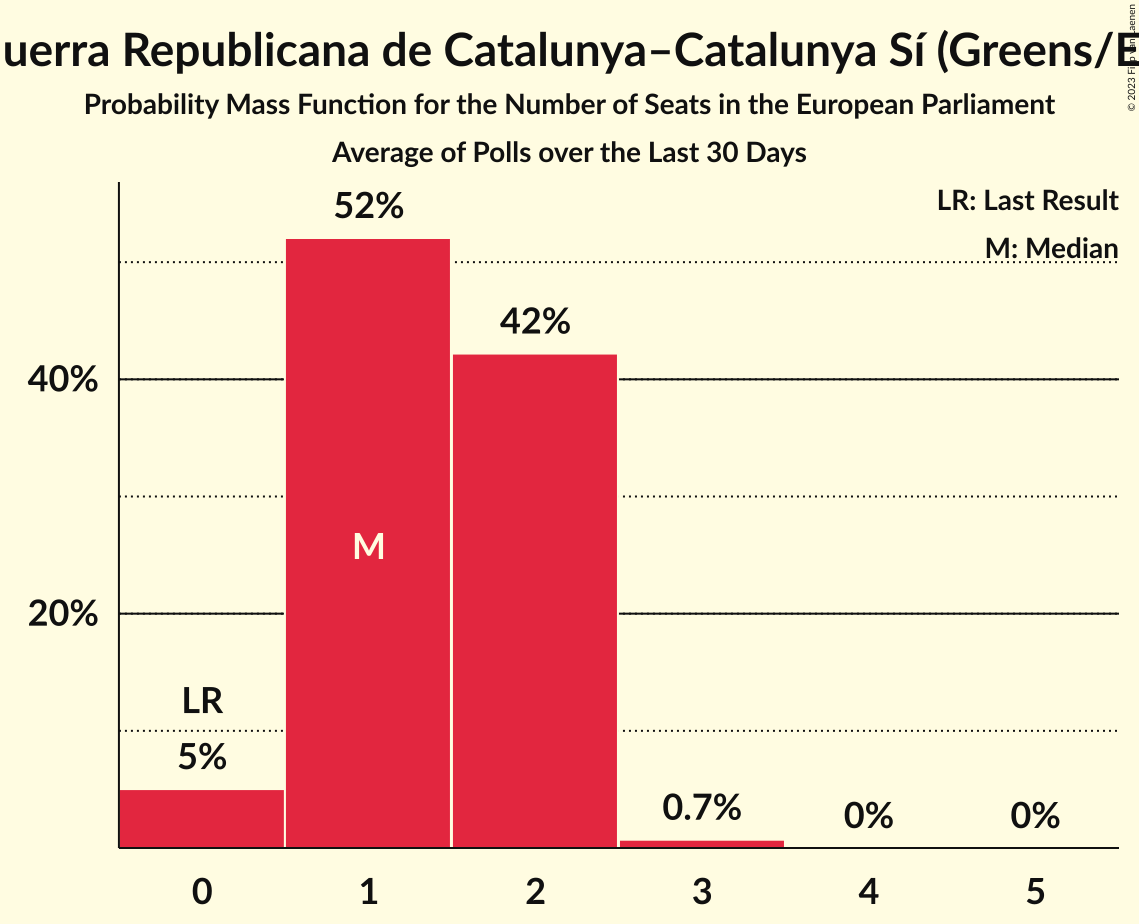 uerra Republicana de Catalunya–Catalunya Sí (Greens/E
Probability Mass Function for the Number of Seats in the European Parliament
Average of Polls over the Last 30 Days
LR: Last Result
M: Median
52%
42%
40%
M
20%
LR
5%
0.7%
0%
0%
0 1 2 3 4 5
© 2023